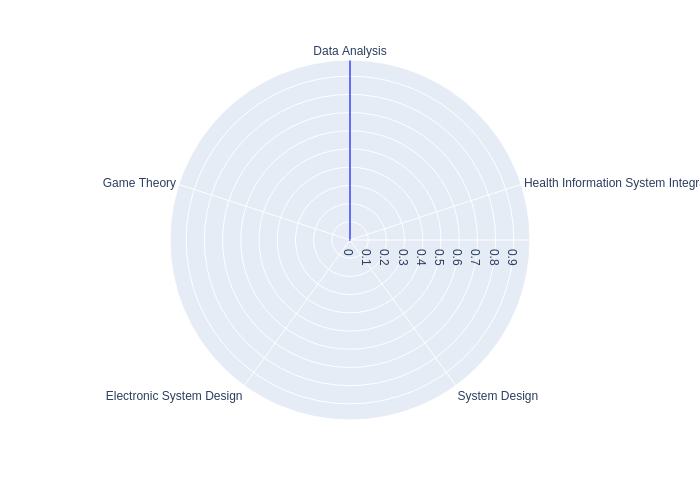 Data Analysis
Game Theory
Health Information System
0
0.1
0.2
0.3
0.4
0.5
0.6
0.7
0.8
0.9
Electronic System Design
System Design